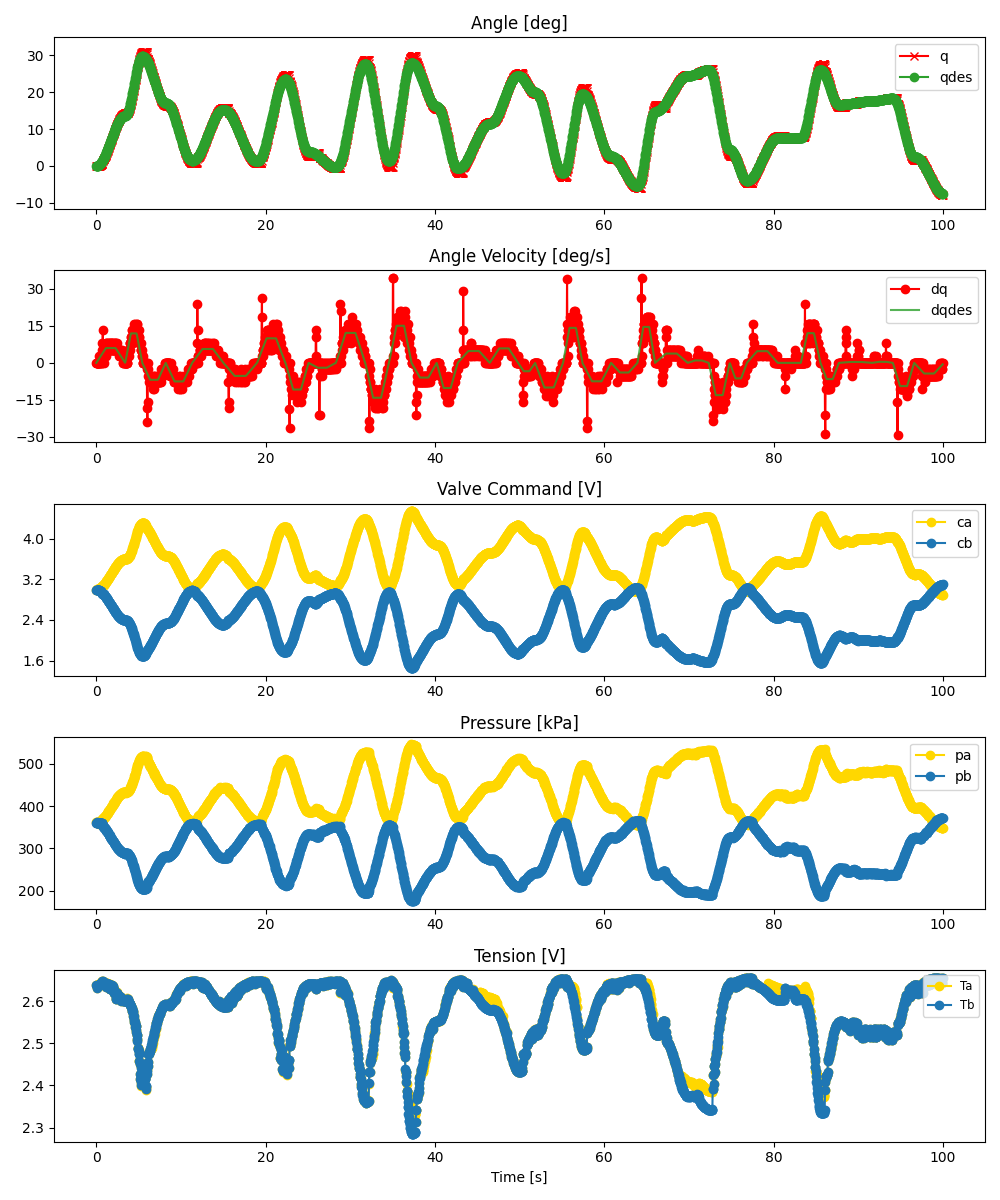 Angle [deg]
30
20
10
0
−10
q
qdes
0 20 40 60 80 100
Angle Velocity [deg/s]
30
15
0
−15
−30
dq
dqdes
0 20 40 60 80 100
Valve Command [V]
4.0
3.2
2.4
1.6
ca
cb
0 20 40 60 80 100
Pressure [kPa]
500
400
300
200
pa
pb
0 20 40 60 80 100
Tension [V]
2.6
2.5
2.4
2.3
Ta
Tb
0 20 40 60 80 100
Time [s]